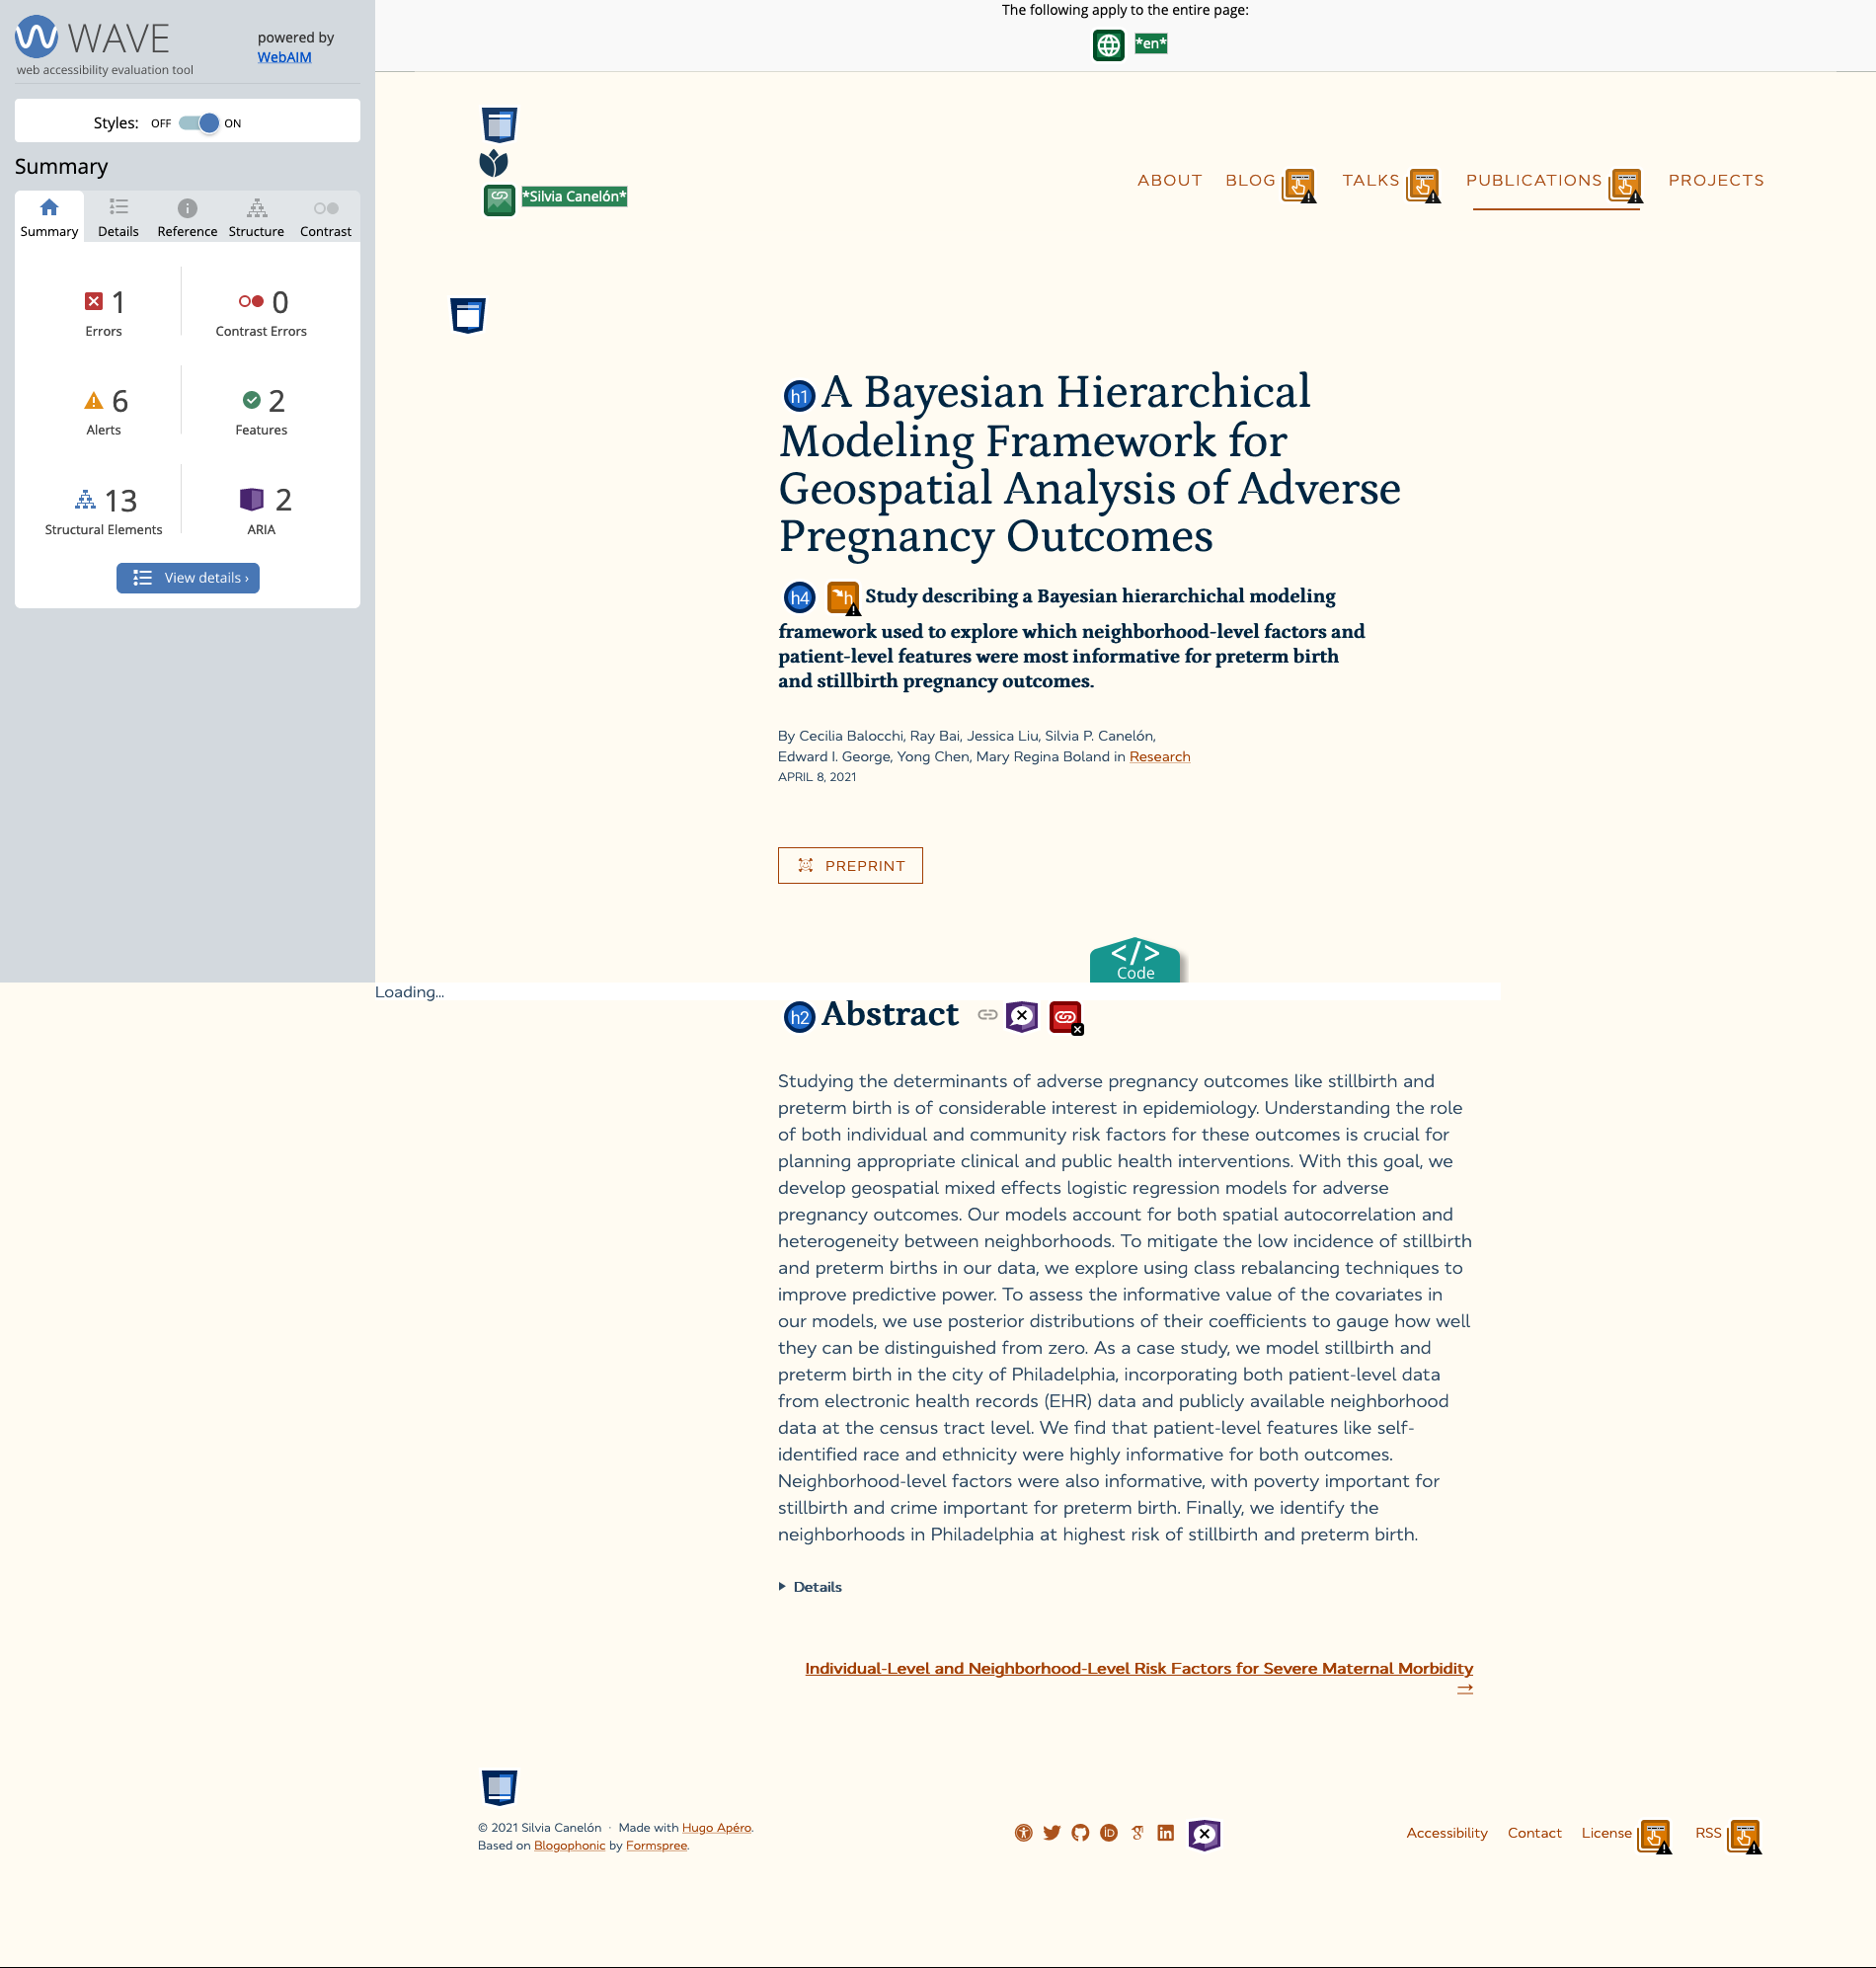 WAVE
web accessibility evaluation tool
powered by
WebAIM
Styles: OFF ON
Summary
Summary Details Reference Structure Contrast
1
Errors
0
Contrast Errors
6
Alerts
2
Features
13
Structural Elements
2
ARIA
View details ›
The following apply to the entire page:
*en*
*Silvia Canelón*
ABOUT BLOG TALKS PUBLICATIONS PROJECTS
h1 A Bayesian Hierarchical
Modeling Framework for
Geospatial Analysis of Adverse
Pregnancy Outcomes
h4 h Study describing a Bayesian hierarchichal modeling
framework used to explore which neighborhood-level factors and
patient-level features were most informative for preterm birth
and stillbirth pregnancy outcomes.
By Cecilia Balocchi, Ray Bai, Jessica Liu, Silvia P. Canelón,
Edward I. George, Yong Chen, Mary Regina Boland in Research
APRIL 8, 2021
PREPRINT
</>
Code
Loading...
h2 Abstract
Studying the determinants of adverse pregnancy outcomes like stillbirth and
preterm birth is of considerable interest in epidemiology. Understanding the role
of both individual and community risk factors for these outcomes is crucial for
planning appropriate clinical and public health interventions. With this goal, we
develop geospatial mixed effects logistic regression models for adverse
pregnancy outcomes. Our models account for both spatial autocorrelation and
heterogeneity between neighborhoods. To mitigate the low incidence of stillbirth
and preterm births in our data, we explore using class rebalancing techniques to
improve predictive power. To assess the informative value of the covariates in
our models, we use posterior distributions of their coefficients to gauge how well
they can be distinguished from zero. As a case study, we model stillbirth and
preterm birth in the city of Philadelphia, incorporating both patient-level data
from electronic health records (EHR) data and publicly available neighborhood
data at the census tract level. We find that patient-level features like self-
identified race and ethnicity were highly informative for both outcomes.
Neighborhood-level factors were also informative, with poverty important for
stillbirth and crime important for preterm birth. Finally, we identify the
neighborhoods in Philadelphia at highest risk of stillbirth and preterm birth.
Details
Individual-Level and Neighborhood-Level Risk Factors for Severe Maternal Morbidity
→
© 2021 Silvia Canelón · Made with Hugo Apéro.
Based on Blogophonic by Formspree.
Accessibility Contact License RSS